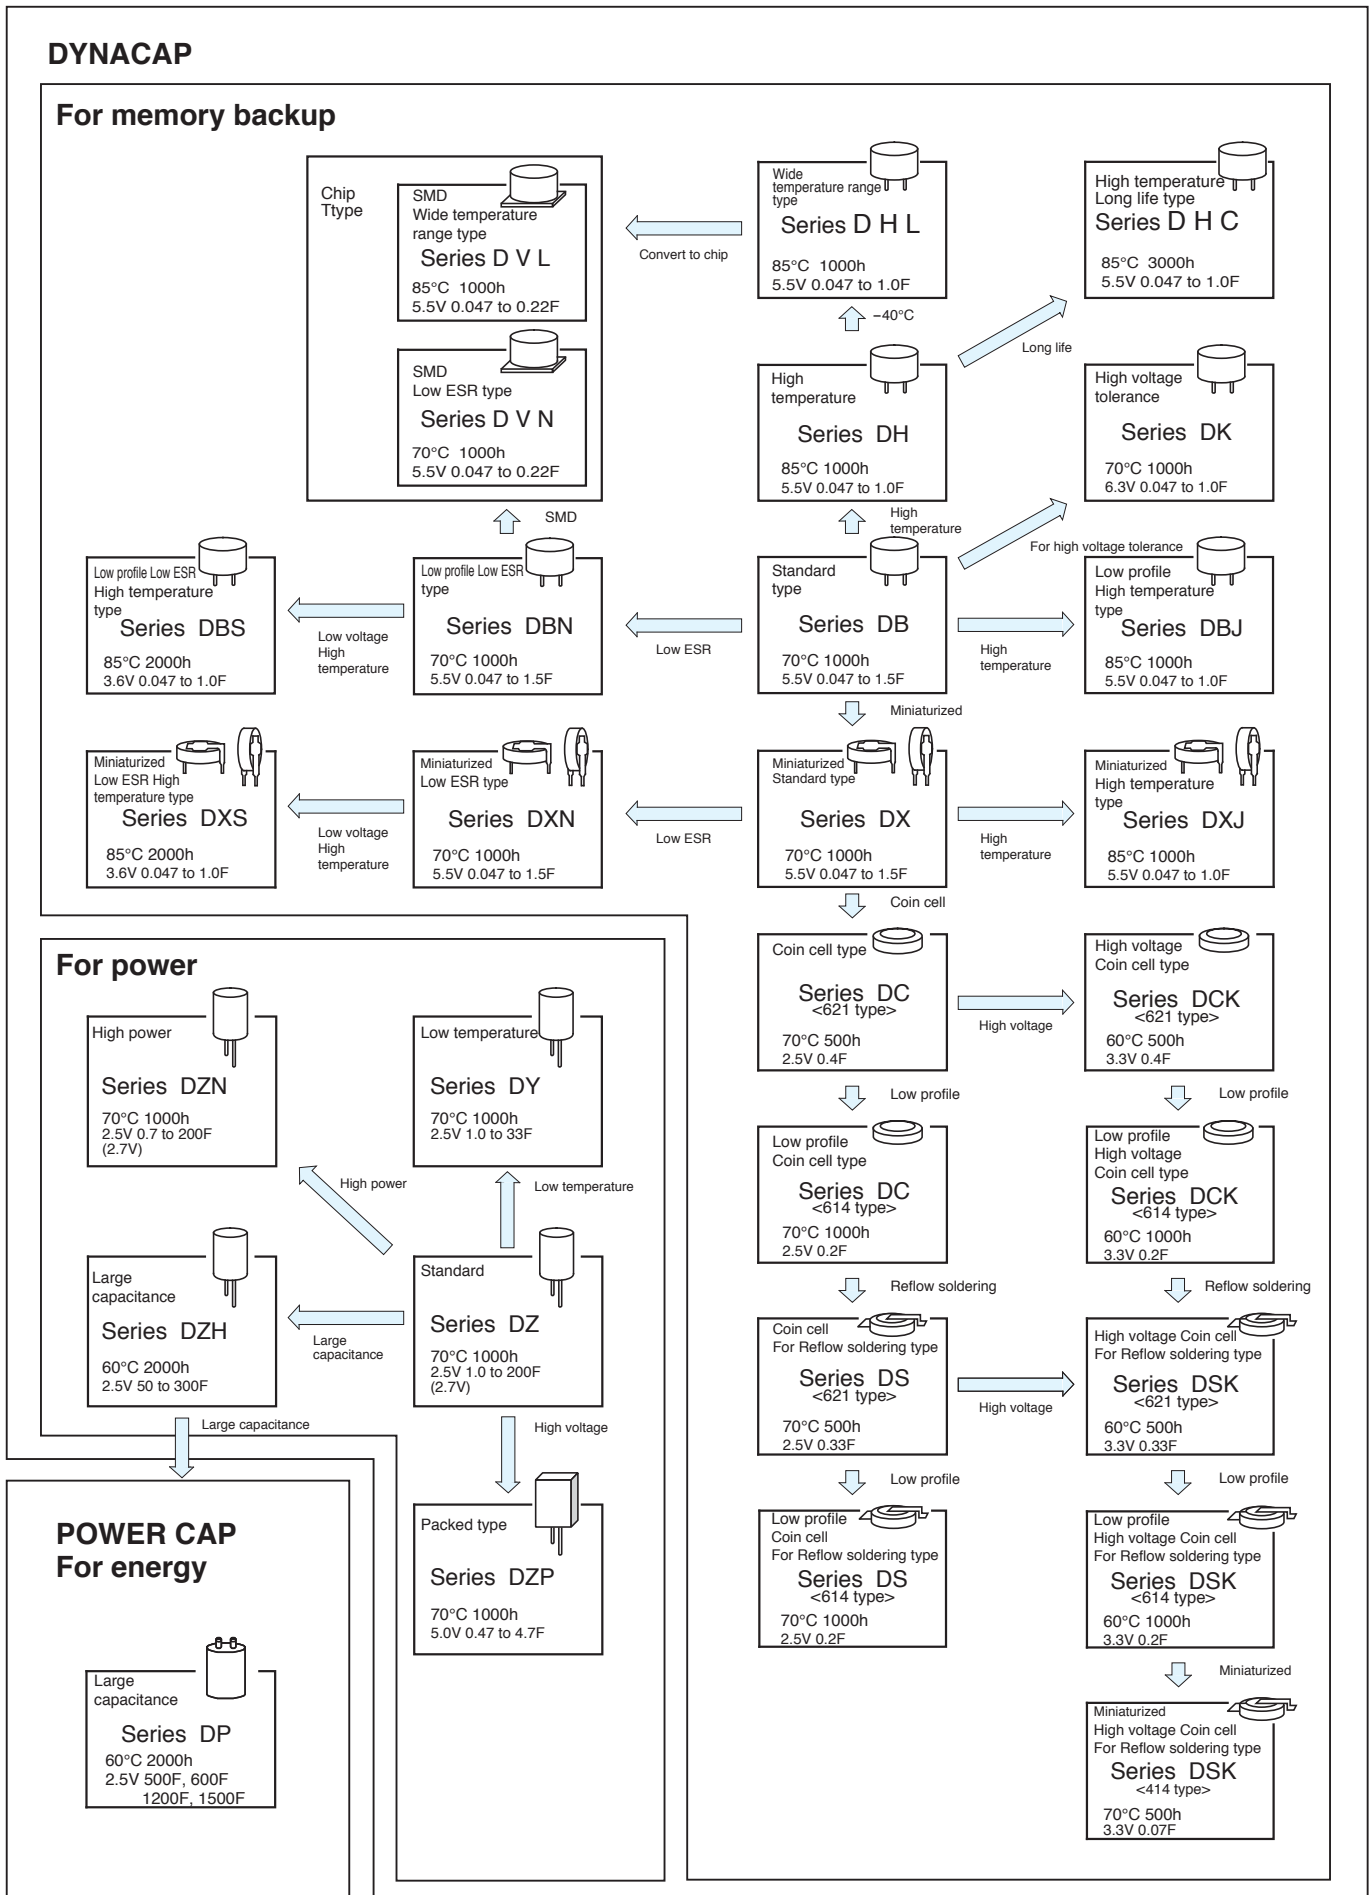 DYNACAP
For memory backup
Chip
Ttype
SMD
Wide temperature
range type
Series D V L
85°C 1000h
5.5V 0.047 to 0.22F
SMD
Low ESR type
Series D V N
70°C 1000h
5.5V 0.047 to 0.22F
Convert to chip
Wide
temperature range
type
Series D H L
85°C 1000h
5.5V 0.047 to 1.0F
High temperature
Long life type
Series D H C
85°C 3000h
5.5V 0.047 to 1.0F
−40°C
Long life
High
temperature
Series DH
85°C 1000h
5.5V 0.047 to 1.0F
High voltage
tolerance
Series DK
70°C 1000h
6.3V 0.047 to 1.0F
SMD
High
temperature
For high voltage tolerance
Low profile Low ESR
High temperature
type
Series DBS
85°C 2000h
3.6V 0.047 to 1.0F
Low voltage
High
temperature
Low profile Low ESR
type
Series DBN
70°C 1000h
5.5V 0.047 to 1.5F
Low ESR
Standard
type
Series DB
70°C 1000h
5.5V 0.047 to 1.5F
High
temperature
Low profile
High temperature
type
Series DBJ
85°C 1000h
5.5V 0.047 to 1.0F
Miniaturized
Miniaturized
Low ESR High
temperature type
Series DXS
85°C 2000h
3.6V 0.047 to 1.0F
Low voltage
High
temperature
Miniaturized
Low ESR type
Series DXN
70°C 1000h
5.5V 0.047 to 1.5F
Low ESR
Miniaturized
Standard type
Series DX
70°C 1000h
5.5V 0.047 to 1.5F
High
temperature
Miniaturized
High temperature
type
Series DXJ
85°C 1000h
5.5V 0.047 to 1.0F
Coin cell
Coin cell type
Series DC
<621 type>
70°C 500h
2.5V 0.4F
High voltage
High voltage
Coin cell type
Series DCK
<621 type>
60°C 500h
3.3V 0.4F
Low profile
Low profile
Low profile
Coin cell type
Series DC
<614 type>
70°C 1000h
2.5V 0.2F
Low profile
High voltage
Coin cell type
Series DCK
<614 type>
60°C 1000h
3.3V 0.2F
Reflow soldering
Reflow soldering
Coin cell
For Reflow soldering type
Series DS
<621 type>
70°C 500h
2.5V 0.33F
High voltage
High voltage Coin cell
For Reflow soldering type
Series DSK
<621 type>
60°C 500h
3.3V 0.33F
Low profile
Low profile
Low profile
Coin cell
For Reflow soldering type
Series DS
<614 type>
70°C 1000h
2.5V 0.2F
Low profile
High voltage Coin cell
For Reflow soldering type
Series DSK
<614 type>
60°C 1000h
3.3V 0.2F
Miniaturized
Miniaturized
High voltage Coin cell
For Reflow soldering type
Series DSK
<414 type>
70°C 500h
3.3V 0.07F
For power
High power
Series DZN
70°C 1000h
2.5V 0.7 to 200F
(2.7V)
Low temperature
Series DY
70°C 1000h
2.5V 1.0 to 33F
High power
Low temperature
Large
capacitance
Series DZH
60°C 2000h
2.5V 50 to 300F
Large
capacitance
Standard
Series DZ
70°C 1000h
2.5V 1.0 to 200F
(2.7V)
Large capacitance
High voltage
Packed type
Series DZP
70°C 1000h
5.0V 0.47 to 4.7F
POWER CAP
For energy
Large
capacitance
Series DP
60°C 2000h
2.5V 500F, 600F
1200F, 1500F